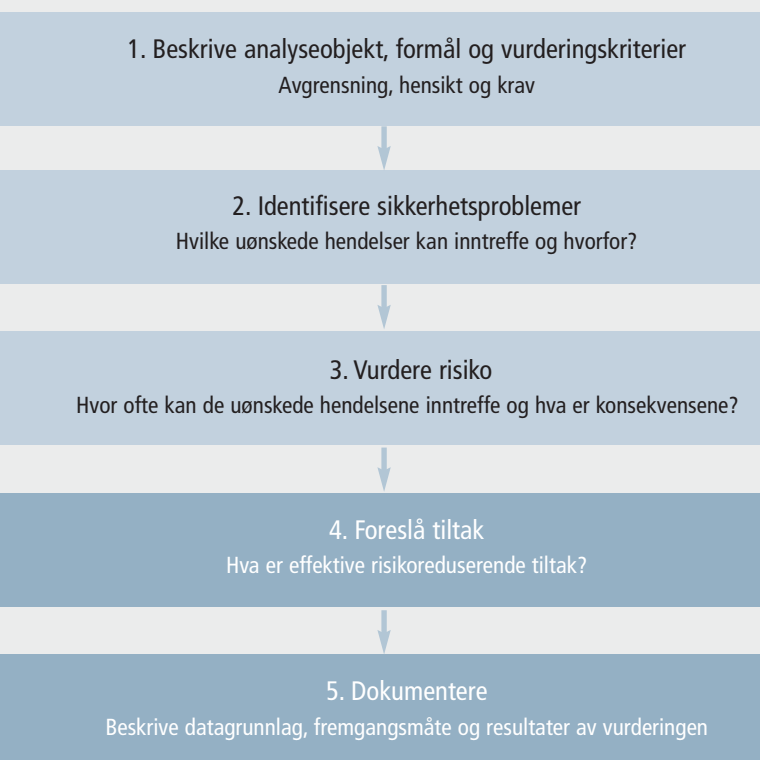 1. Beskrive analyseobjekt, formål og vurderingskriterier
Avgrensning, hensikt og krav
2. Identifisere sikkerhetsproblemer
Hvilke uønskede hendelser kan inntreffe og hvorfor?
3. Vurdere risiko
Hvor ofte kan de uønskede hendelsene inntreffe og hva er konsekvensene?
4. Foreslå tiltak
Hva er effektive risikoreduserende tiltak?
5. Dokumentere
Beskrive datagrunnlag, fremgangsmåte og resultater av vurderingen